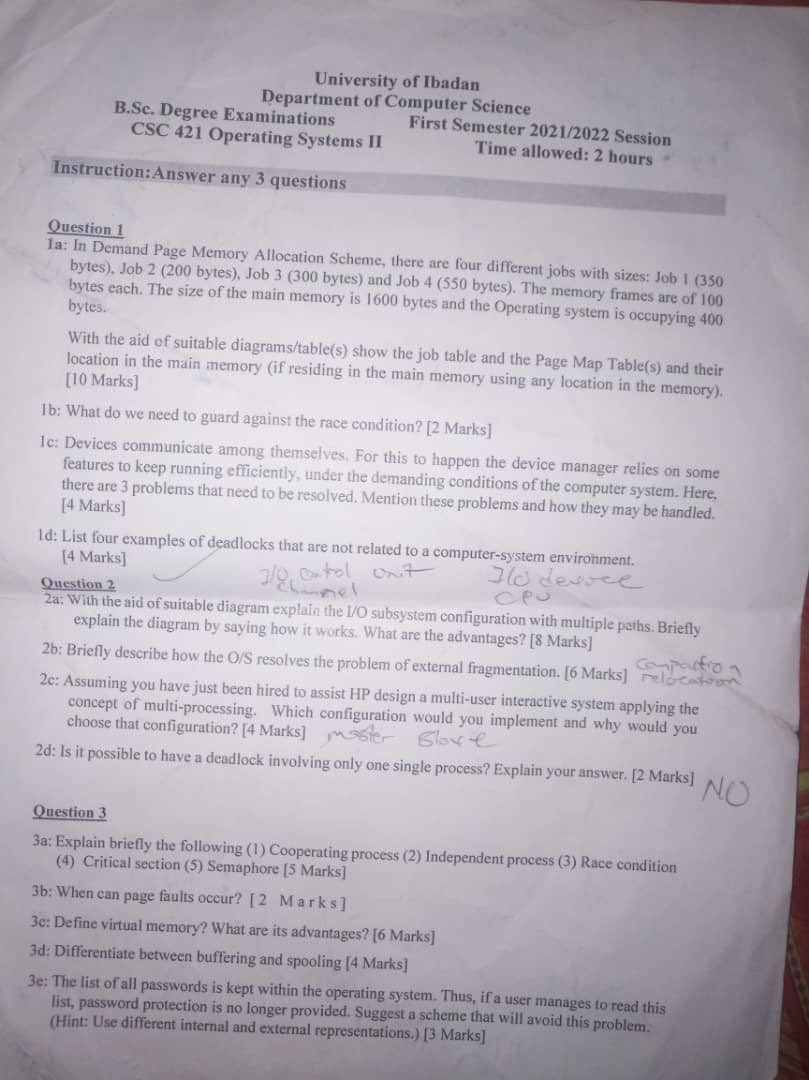 University of Ibadan
Department of Computer Science
B.Sc. Degree Examinations First Semester 2021/2022 Session
CSC 421 Operating Systems II Time allowed: 2 hours
Instruction:Answer any 3 questions
Question 1
1a: In Demand Page Memory Allocation Scheme, there are four different jobs with sizes: Job 1 (350
bytes), Job 2 (200 bytes), Job 3 (300 bytes) and Job 4 (550 bytes). The memory frames are of 100
bytes each. The size of the main memory is 1600 bytes and the Operating system is occupying 400
bytes.
With the aid of suitable diagrams/table(s) show the job table and the Page Map Table(s) and their
location in the main memory (if residing in the main memory using any location in the memory).
[10 Marks]
1b: What do we need to guard against the race condition? [2 Marks]
1c: Devices communicate among themselves. For this to happen the device manager relies on some
features to keep running efficiently, under the demanding conditions of the computer system. Here,
there are 3 problems that need to be resolved. Mention these problems and how they may be handled.
[4 Marks]
1d: List four examples of deadlocks that are not related to a computer-system environment.
[4 Marks]
I/O control unit I/O device
Channel CPU
Question 2
2a: With the aid of suitable diagram explain the I/O subsystem configuration with multiple paths. Briefly
explain the diagram by saying how it works. What are the advantages? [8 Marks]
2b: Briefly describe how the O/S resolves the problem of external fragmentation. [6 Marks] Compaction
relocation
2c: Assuming you have just been hired to assist HP design a multi-user interactive system applying the
concept of multi-processing. Which configuration would you implement and why would you
choose that configuration? [4 Marks] master slave
2d: Is it possible to have a deadlock involving only one single process? Explain your answer. [2 Marks] NO
Question 3
3a: Explain briefly the following (1) Cooperating process (2) Independent process (3) Race condition
(4) Critical section (5) Semaphore [5 Marks]
3b: When can page faults occur? [2 Marks]
3c: Define virtual memory? What are its advantages? [6 Marks]
3d: Differentiate between buffering and spooling [4 Marks]
3e: The list of all passwords is kept within the operating system. Thus, if a user manages to read this
list, password protection is no longer provided. Suggest a scheme that will avoid this problem.
(Hint: Use different internal and external representations.) [3 Marks]